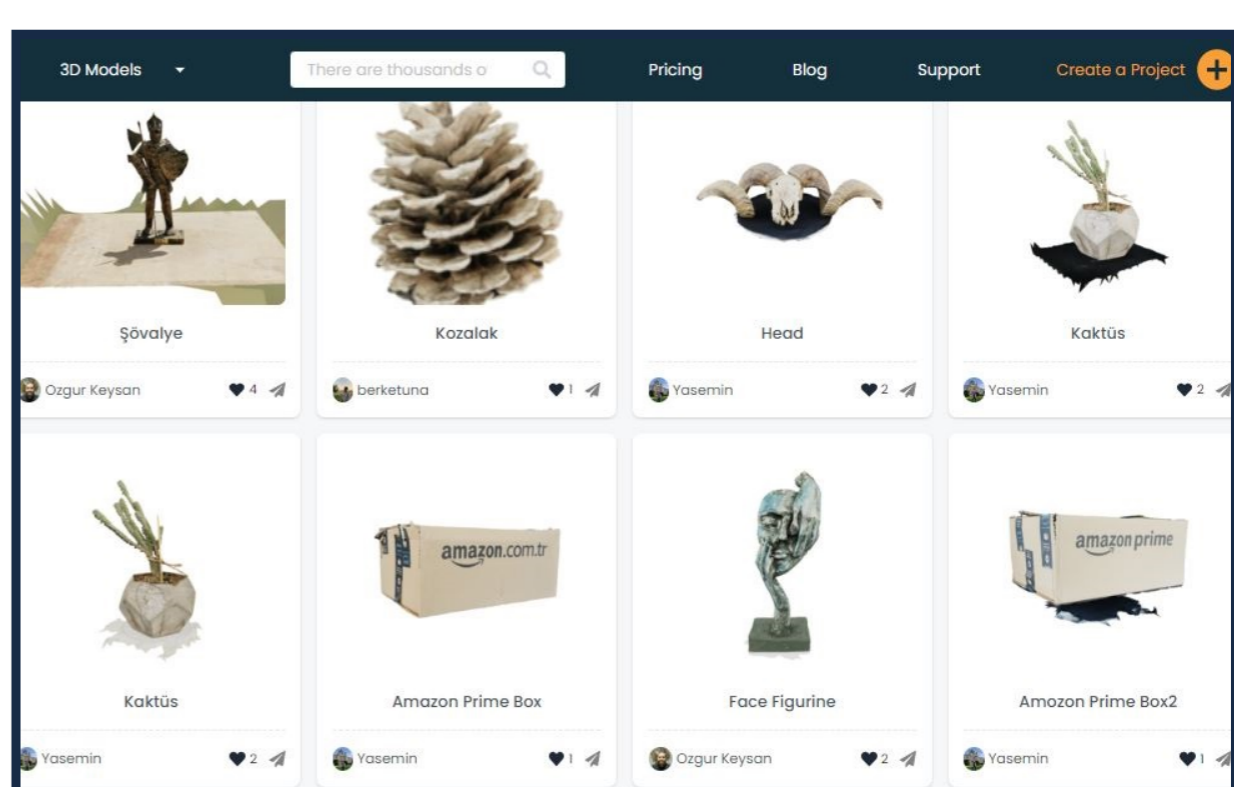 3D Models
There are thousands o
Pricing
Blog
Support
Create a Project
Şövalye
Kozalak
Head
Kaktüs
Ozgur Keysan 4
berketuna 1
Yasemin 2
Yasemin 2
amazon.com.tr
amazon prime
Kaktüs
Amazon Prime Box
Face Figurine
Amozon Prime Box2
Yasemin 2
Yasemin 1
Ozgur Keysan 2
Yasemin 1